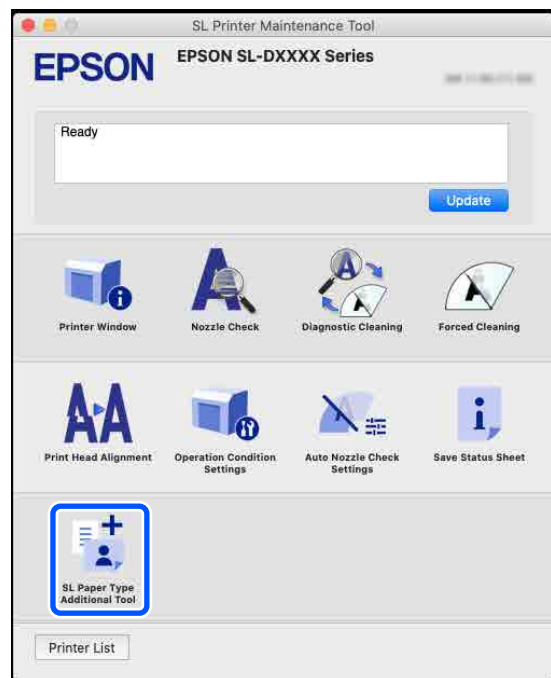 SL Printer Maintenance Tool
EPSON
EPSON SL-DXXXX Series
Ready
Update
Printer Window
Nozzle Check
Diagnostic Cleaning
Forced Cleaning
Print Head Alignment
Operation Condition
Settings
Auto Nozzle Check
Settings
Save Status Sheet
SL Paper Type
Additional Tool
Printer List